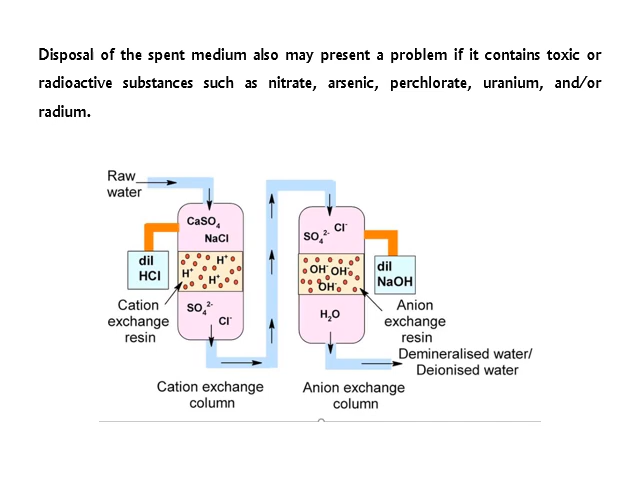 Disposal of the spent medium also may present a problem if it contains toxic or
radioactive substances such as nitrate, arsenic, perchlorate, uranium, and/or
radium.
Raw
water
CaSO₄
NaCl
dil
HCl
H⁺
H⁺
H⁺
Cation
exchange
resin
SO₄²⁻
Cl⁻
Cation exchange
column
SO₄²⁻ Cl⁻
OH⁻ OH⁻
OH⁻
dil
NaOH
H₂O
Anion
exchange
resin
Demineralised water/
Deionised water
Anion exchange
column